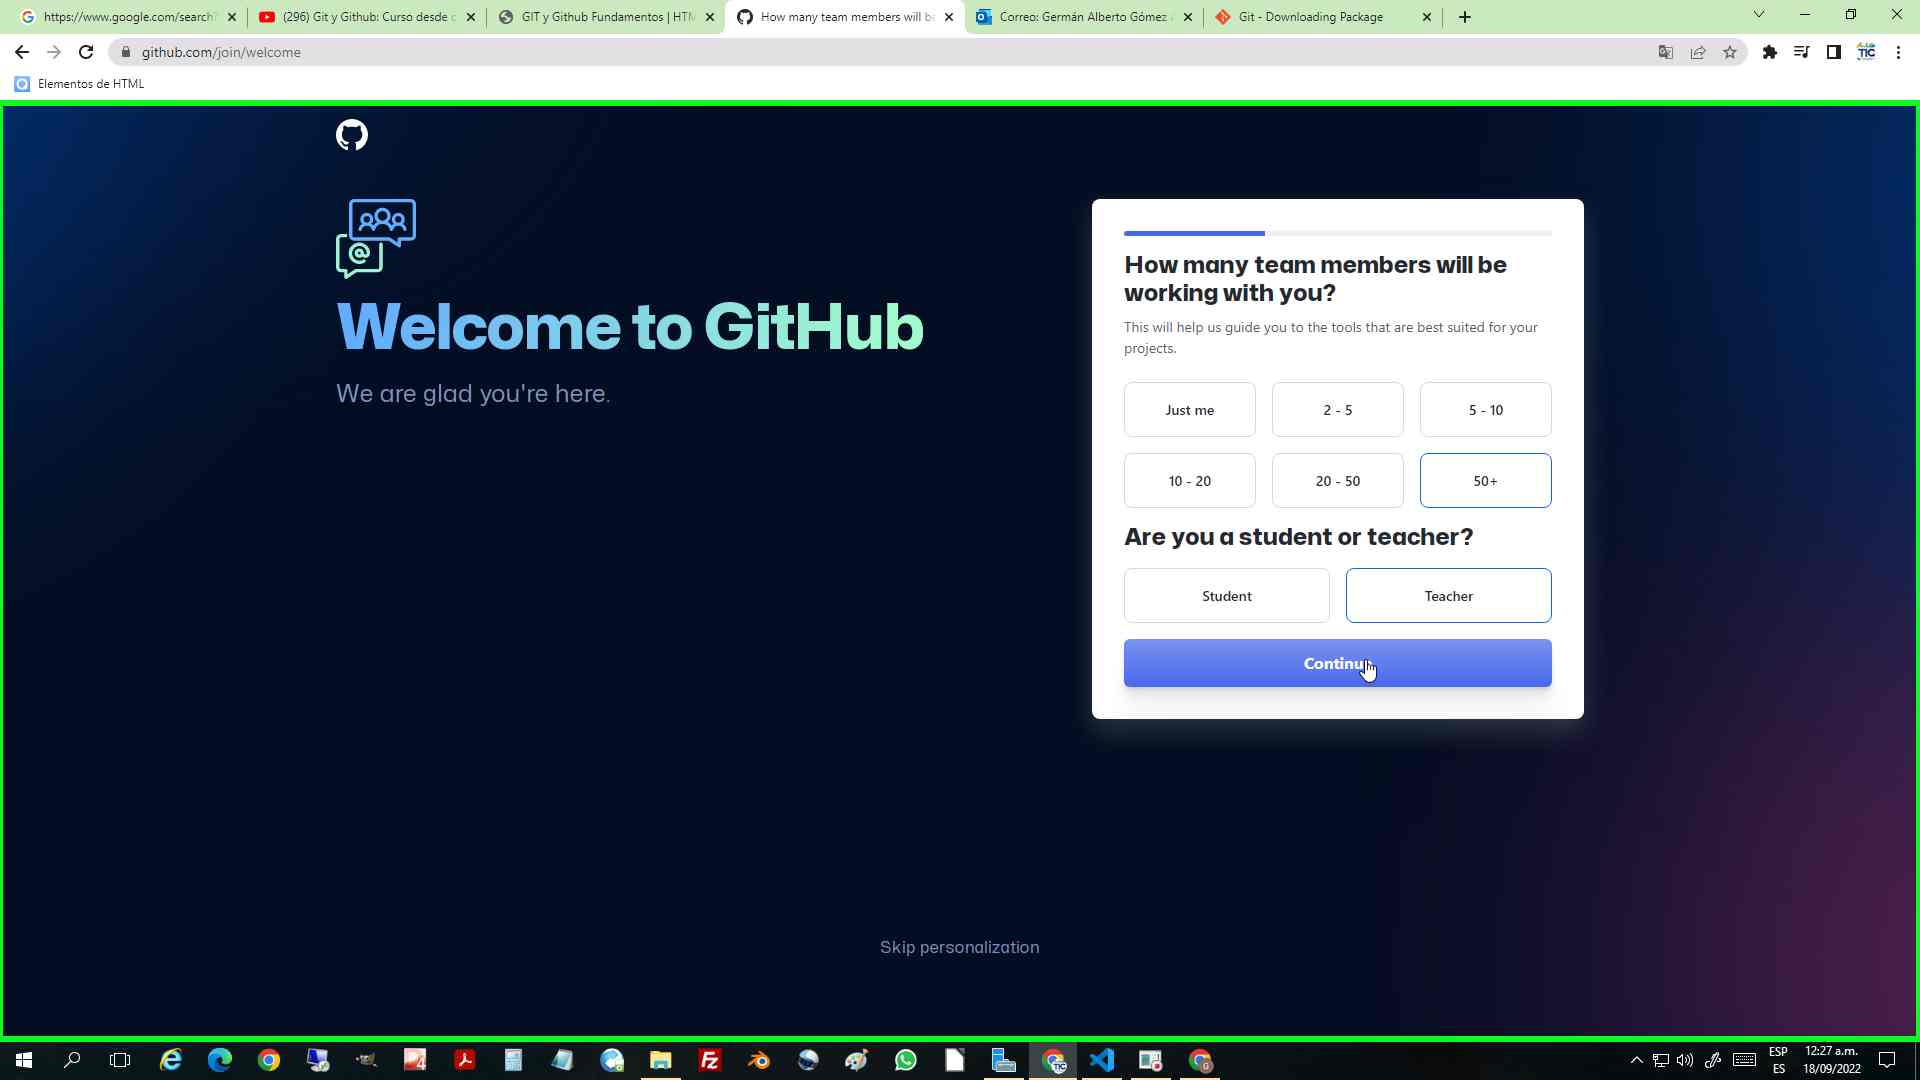 https://www.google.com/search?
(296) Git y Github: Curso desde c
GIT y Github Fundamentos | HTM
How many team members will be
Correo: Germán Alberto Gómez
Git - Downloading Package
github.com/join/welcome
Elementos de HTML
@
Welcome to GitHub
We are glad you're here.
How many team members will be
working with you?
This will help us guide you to the tools that are best suited for your
projects.
Just me
2 - 5
5 - 10
10 - 20
20 - 50
50+
Are you a student or teacher?
Student
Teacher
Continu
Skip personalization
ESP
ES
12:27 a.m.
18/09/2022